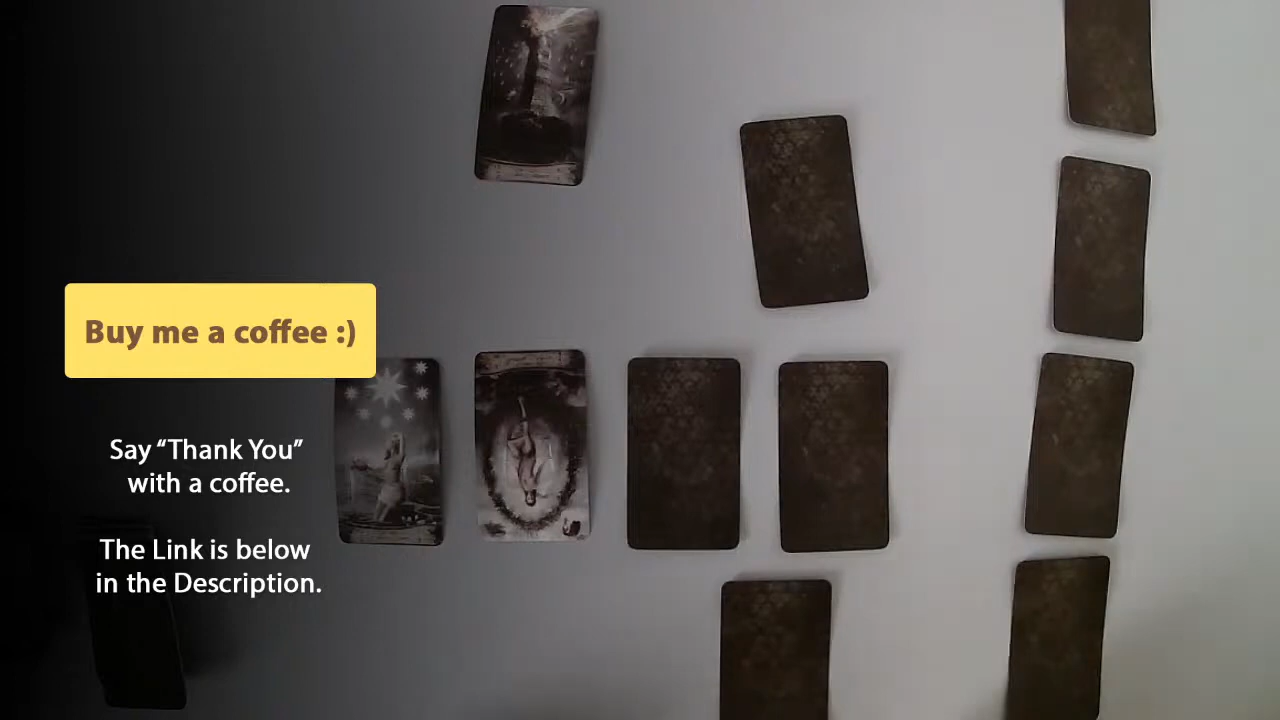 Buy me a coffee :)
Say “Thank You”
with a coffee.
The Link is below
in the Description.